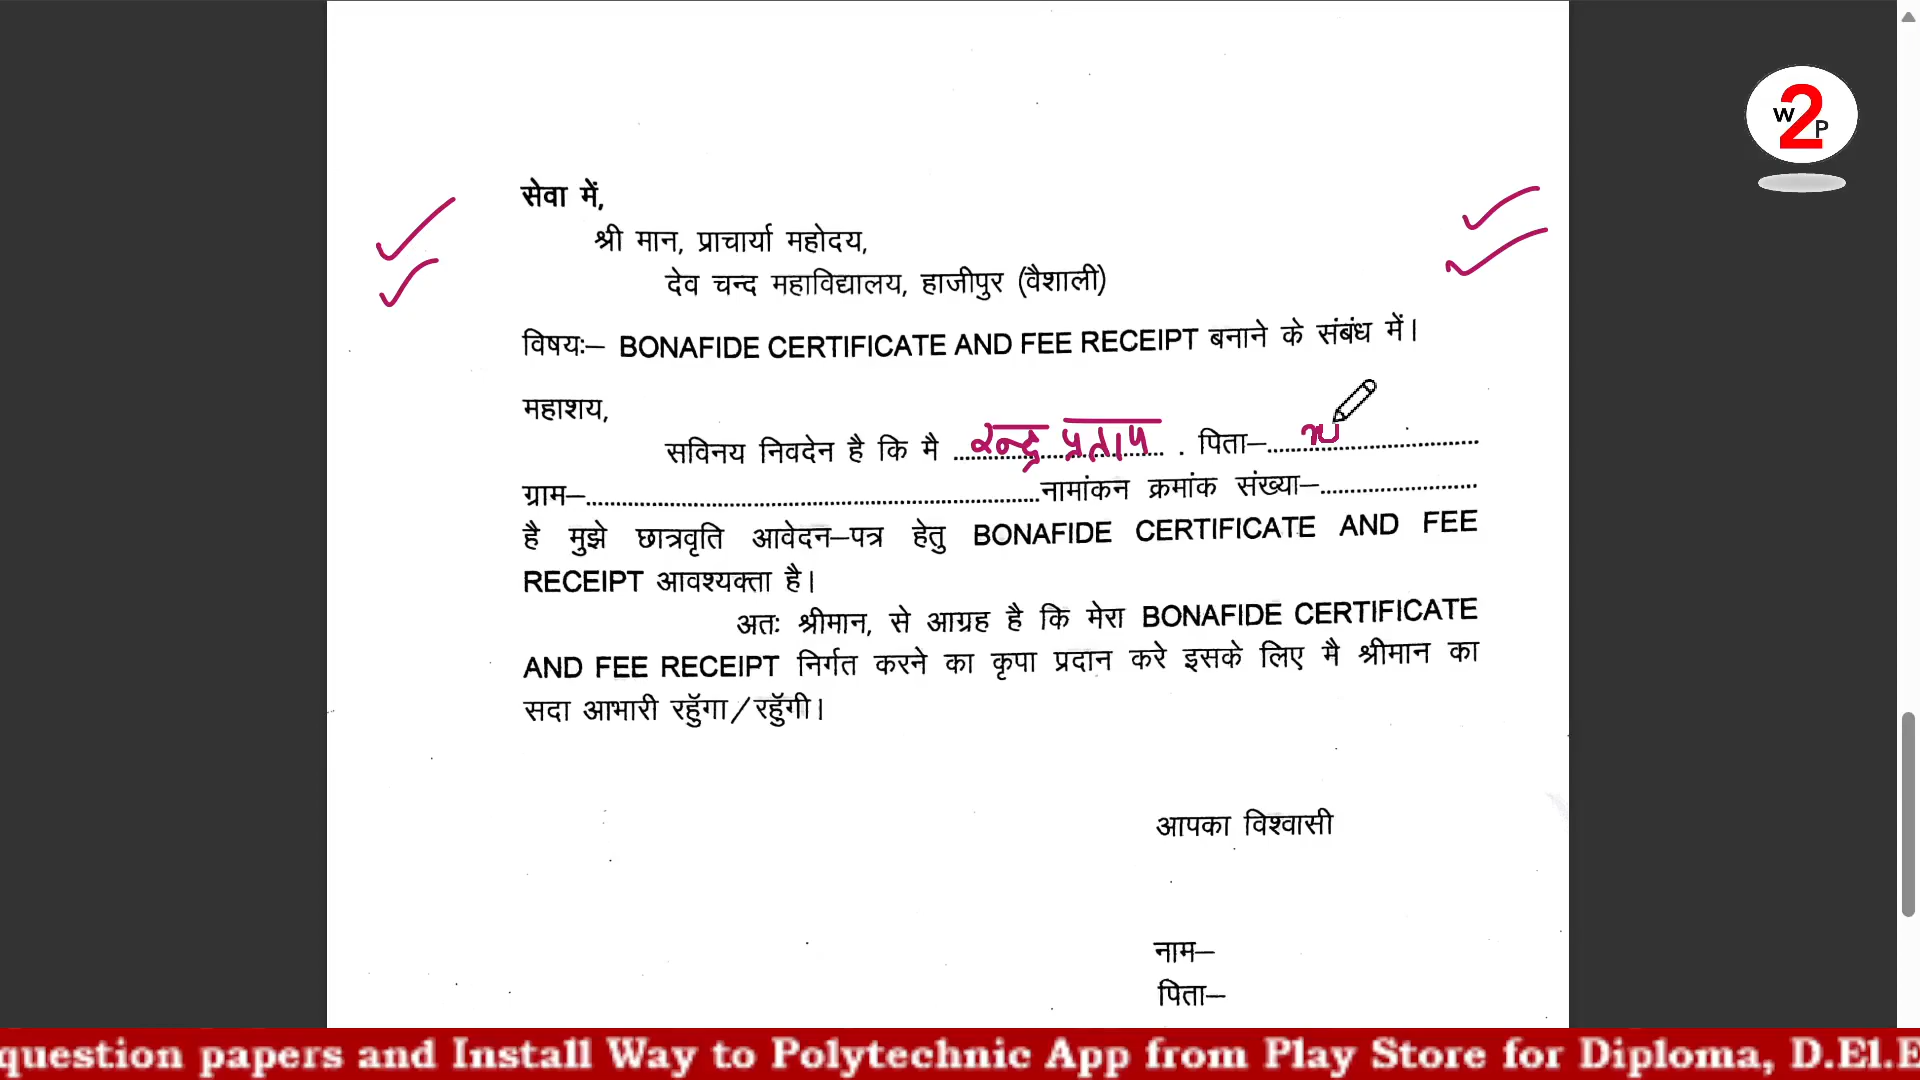 W2P
सेवा में,
श्री मान, प्राचार्या महोदय,
देव चन्द महाविद्यालय, हाजीपुर (वैशाली)
विषयः– BONAFIDE CERTIFICATE AND FEE RECEIPT बनाने के संबंध में।
महाशय,
सविनय निवदेन है कि मै .......... प्रताप .......... . पिता–..............................
ग्राम–..............................नामांकन क्रमांक संख्या–....................
है मुझे छात्रवृति आवेदन–पत्र हेतु BONAFIDE CERTIFICATE AND FEE
RECEIPT आवश्यक्ता है।
अतः श्रीमान, से आग्रह है कि मेरा BONAFIDE CERTIFICATE
AND FEE RECEIPT निर्गत करने का कृपा प्रदान करे इसके लिए मै श्रीमान का
सदा आभारी रहुॅगा/रहुॅगी।
आपका विश्वासी
नाम–
पिता–
question papers and Install Way to Polytechnic App from Play Store for Diploma, D.El.E